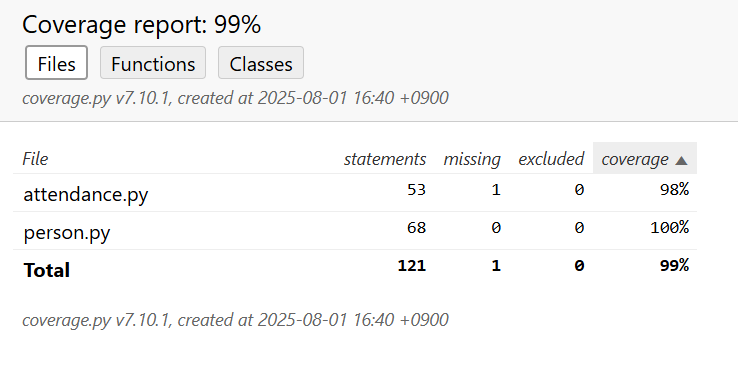 Coverage report: 99%
Files Functions Classes
coverage.py v7.10.1, created at 2025-08-01 16:40 +0900
File statements missing excluded coverage ▲
attendance.py 53 1 0 98%
person.py 68 0 0 100%
Total 121 1 0 99%
coverage.py v7.10.1, created at 2025-08-01 16:40 +0900